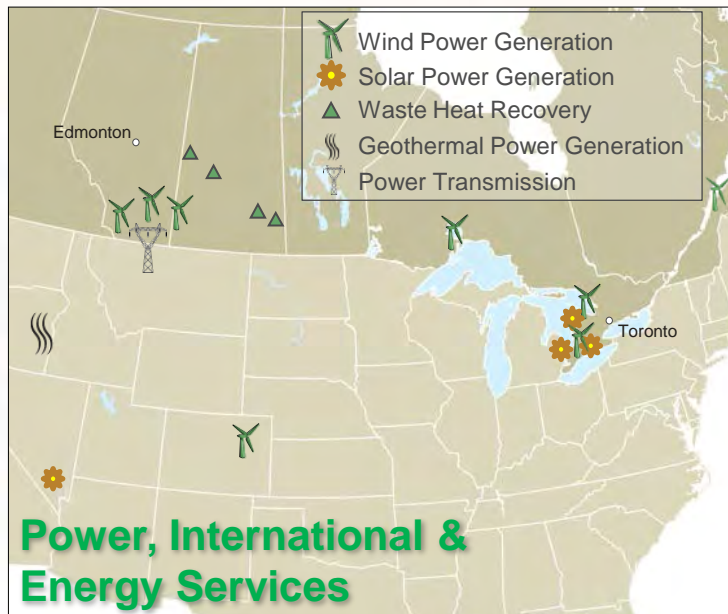 Wind Power Generation
Solar Power Generation
Waste Heat Recovery
Geothermal Power Generation
Power Transmission
Edmonton
Toronto
Power, International &
Energy Services